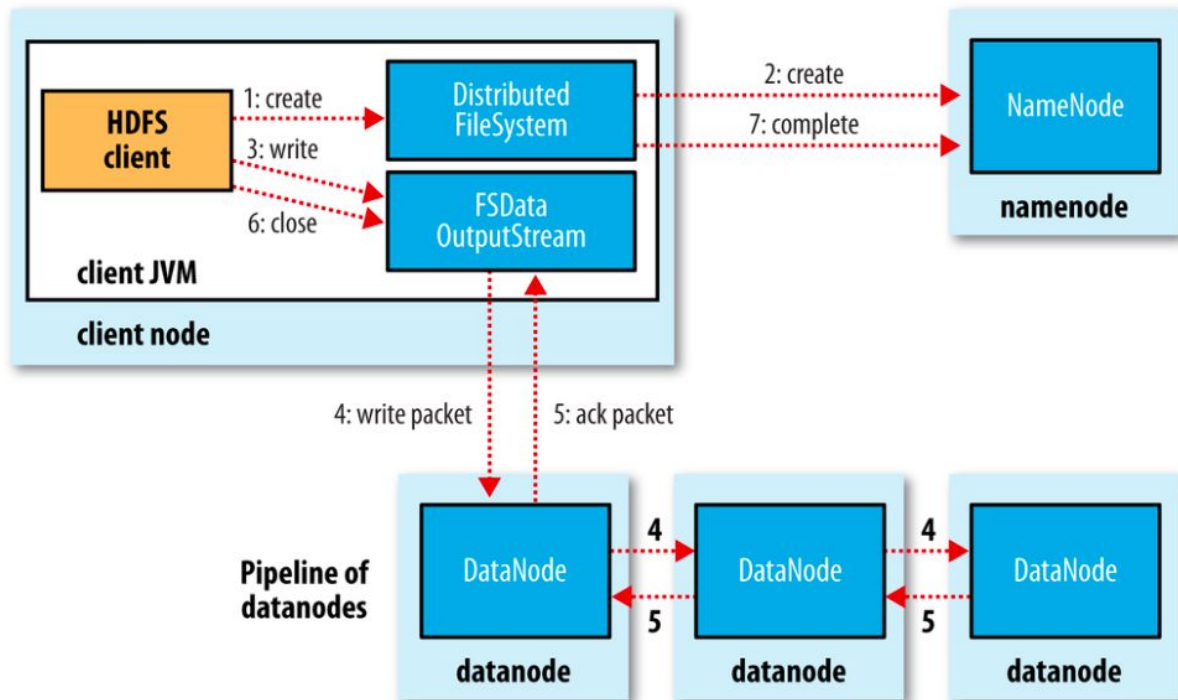 1: create
HDFS
client
3: write
6: close
Distributed
FileSystem
FSData
OutputStream
client JVM
client node
2: create
7: complete
NameNode
namenode
4: write packet
5: ack packet
Pipeline of
datanodes
DataNode
datanode
4
5
DataNode
datanode
4
5
DataNode
datanode